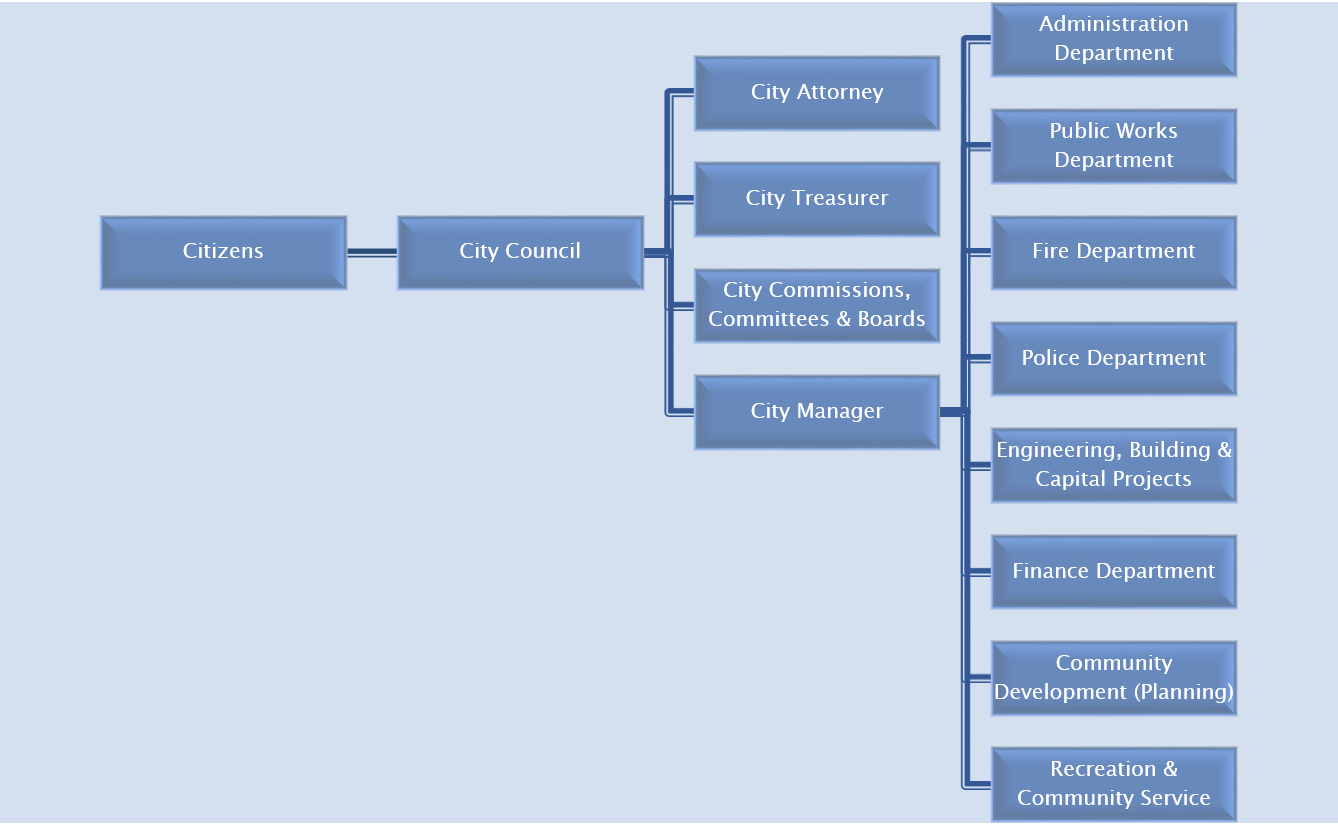 Citizens
City Council
City Attorney
City Treasurer
City Commissions,
Committees & Boards
City Manager
Administration
Department
Public Works
Department
Fire Department
Police Department
Engineering, Building &
Capital Projects
Finance Department
Community
Development (Planning)
Recreation &
Community Service